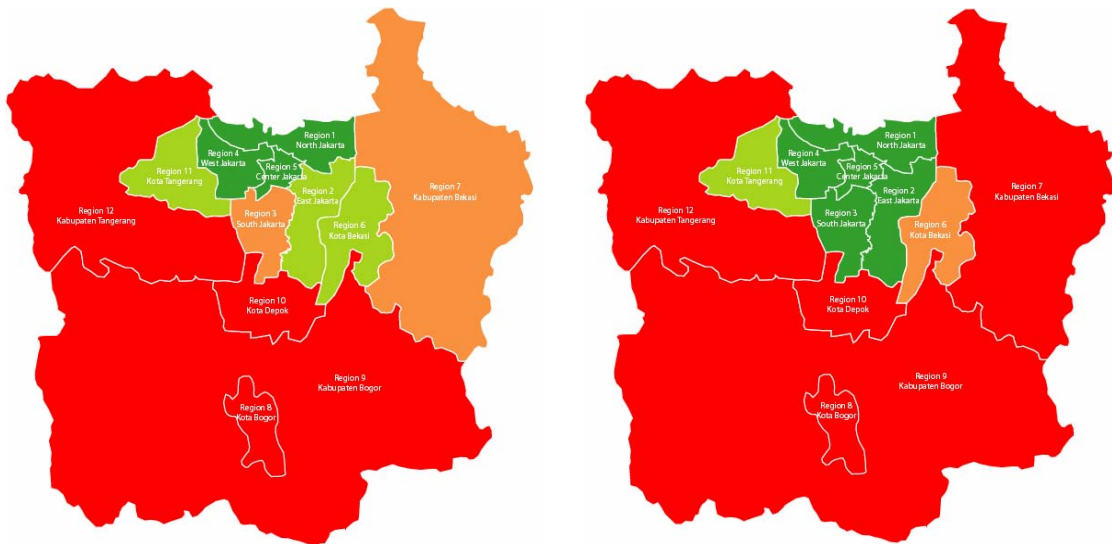 Region 1
North Jakarta
Region 4
West Jakarta
Region 5
Center Jakarta
Region 11
Kota Tangerang
Region 2
East Jakarta
Region 7
Kabupaten Bekasi
Region 12
Kabupaten Tangerang
Region 3
South Jakarta
Region 6
Kota Bekasi
Region 10
Kota Depok
Region 9
Kabupaten Bogor
Region 8
Kota Bogor
Region 1
North Jakarta
Region 4
West Jakarta
Region 5
Center Jakarta
Region 11
Kota Tangerang
Region 2
East Jakarta
Region 7
Kabupaten Bekasi
Region 12
Kabupaten Tangerang
Region 3
South Jakarta
Region 6
Kota Bekasi
Region 10
Kota Depok
Region 9
Kabupaten Bogor
Region 8
Kota Bogor